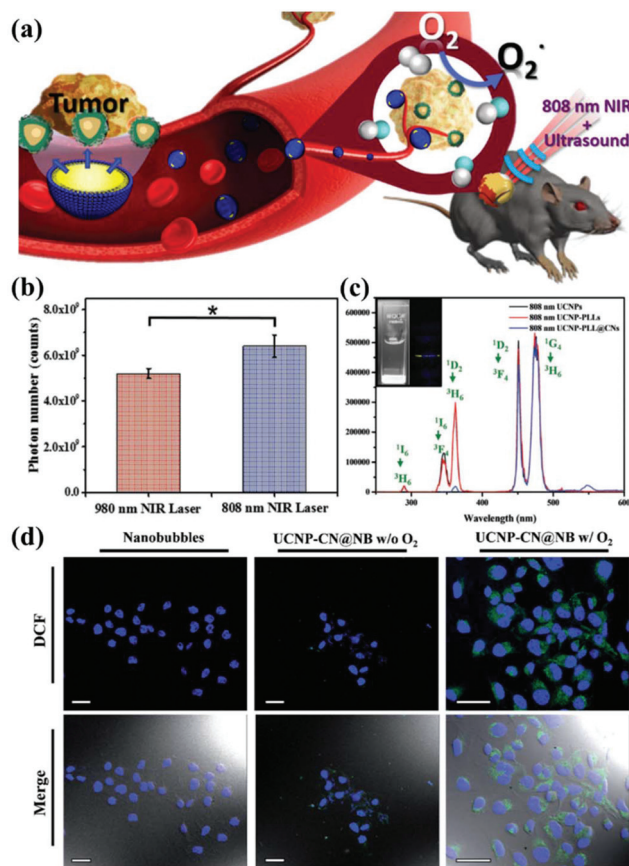 (a)
O₂
O₂˙
Tumor
808 nm NIR
+
Ultrasound
(b)
*
Photon number (counts)
8.0x10⁹
6.0x10⁹
4.0x10⁹
2.0x10⁹
0.0
980 nm NIR Laser
808 nm NIR Laser
(c)
808 nm UCNPs
808 nm UCNP-PLLs
808 nm UCNP-PLL@CNs
600000
500000
400000
300000
200000
100000
0
¹I₆
³H₆
¹I₆
³F₄
¹D₂
³H₆
¹D₂
³F₄
¹G₄
³H₆
300
400
500
600
Wavelength (nm)
(d)
Nanobubbles
UCNP-CN@NB w/o O₂
UCNP-CN@NB w/ O₂
DCF
Merge